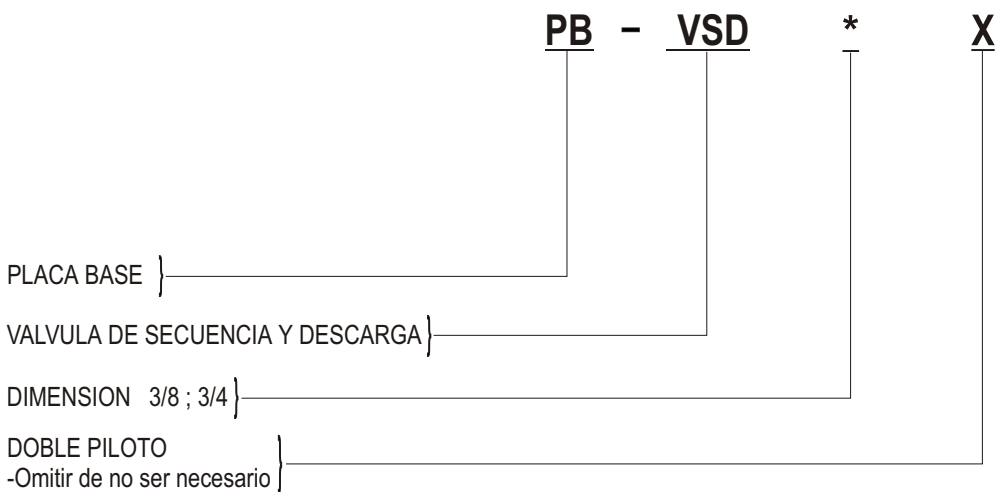 PB - VSD * X
PLACA BASE
VALVULA DE SECUENCIA Y DESCARGA
DIMENSION 3/8 ; 3/4
DOBLE PILOTO
-Omitir de no ser necesario